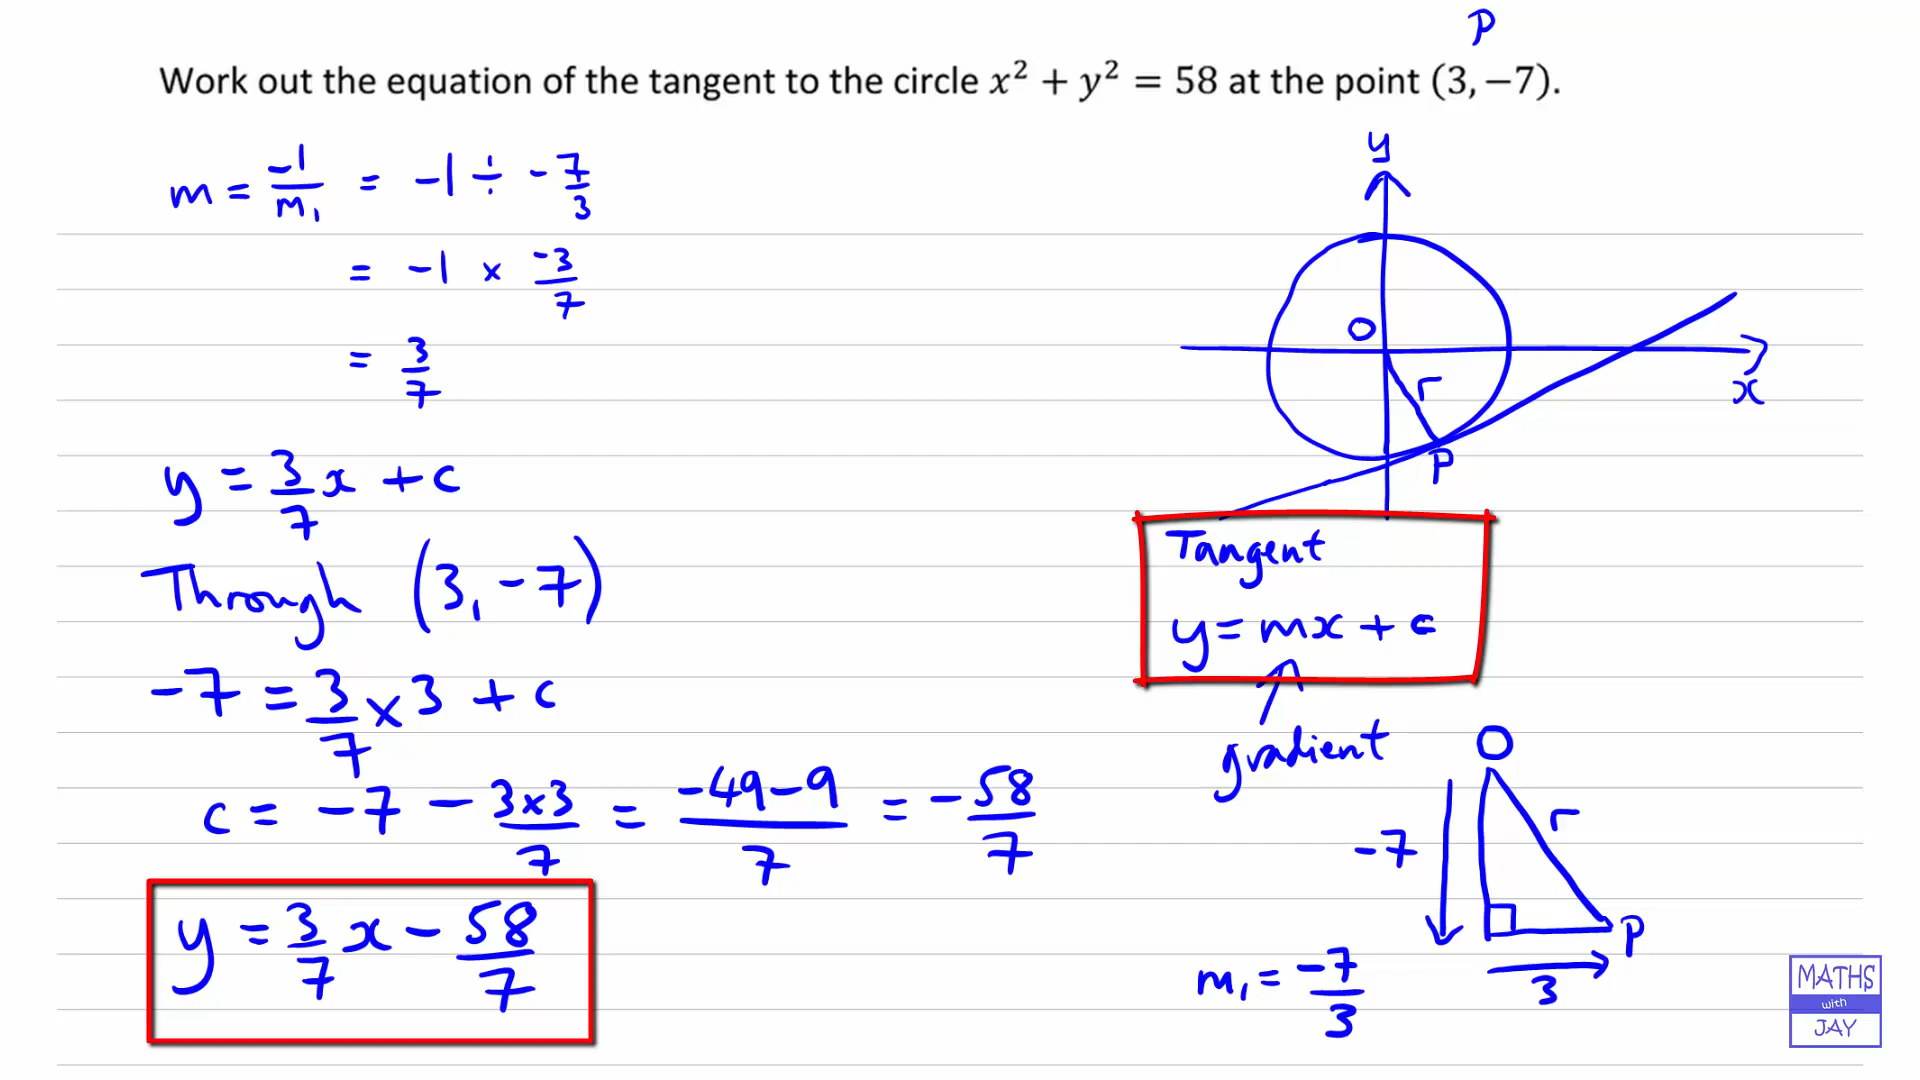 P
Work out the equation of the tangent to the circle x² + y² = 58 at the point (3, −7).
m = -1/m₁ = -1 ÷ -7/3
= -1 × -3/7
= 3/7
y = 3/7 x + c
Through (3, -7)
-7 = 3/7 × 3 + c
c = -7 - 3×3/7 = -49-9/7 = -58/7
y = 3/7 x - 58/7
y
O
r
x
P
Tangent
y = mx + c
gradient
O
r
-7
P
3
m₁ = -7/3
MATHS
with
JAY